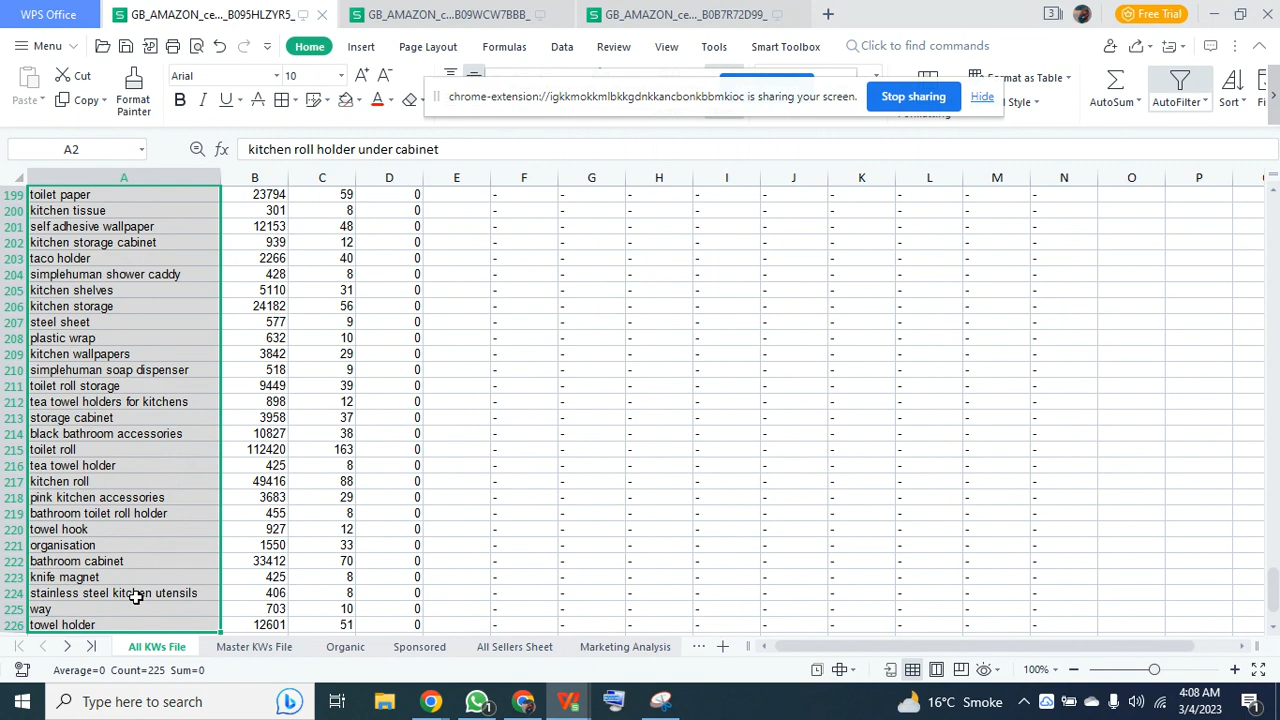 WPS Office GB_AMAZON_ce..._B095HLZYR5_ GB_AMAZON_ce...B09WCW7BBB_ GB_AMAZON_ce..._B0B7R72D99_ Free Trial
Menu Home Insert Page Layout Formulas Data Review View Tools Smart Toolbox Click to find commands
Paste Cut Copy Format Painter Arial 10 B I U A Format as Table Style AutoSum AutoFilter Sort Fi
chrome-extension://igkkmokkmlbkkgdnkkancbonkbbmkioc is sharing your screen. Stop sharing Hide
A2 fx kitchen roll holder under cabinet
A B C D E F G H I J K L M N O P
199 toilet paper 23794 59 0 - - - - - - - - -
200 kitchen tissue 301 8 0 - - - - - - - - -
201 self adhesive wallpaper 12153 48 0 - - - - - - - - -
202 kitchen storage cabinet 939 12 0 - - - - - - - - -
203 taco holder 2266 40 0 - - - - - - - - -
204 simplehuman shower caddy 428 8 0 - - - - - - - - -
205 kitchen shelves 5110 31 0 - - - - - - - - -
206 kitchen storage 24182 56 0 - - - - - - - - -
207 steel sheet 577 9 0 - - - - - - - - -
208 plastic wrap 632 10 0 - - - - - - - - -
209 kitchen wallpapers 3842 29 0 - - - - - - - - -
210 simplehuman soap dispenser 518 9 0 - - - - - - - - -
211 toilet roll storage 9449 39 0 - - - - - - - - -
212 tea towel holders for kitchens 898 12 0 - - - - - - - - -
213 storage cabinet 3958 37 0 - - - - - - - - -
214 black bathroom accessories 10827 38 0 - - - - - - - - -
215 toilet roll 112420 163 0 - - - - - - - - -
216 tea towel holder 425 8 0 - - - - - - - - -
217 kitchen roll 49416 88 0 - - - - - - - - -
218 pink kitchen accessories 3683 29 0 - - - - - - - - -
219 bathroom toilet roll holder 455 8 0 - - - - - - - - -
220 towel hook 927 12 0 - - - - - - - - -
221 organisation 1550 33 0 - - - - - - - - -
222 bathroom cabinet 33412 70 0 - - - - - - - - -
223 knife magnet 425 8 0 - - - - - - - - -
224 stainless steel kitchen utensils 406 8 0 - - - - - - - - -
225 way 703 10 0 - - - - - - - - -
226 towel holder 12601 51 0 - - - - - - - - -
All KWs File Master KWs File Organic Sponsored All Sellers Sheet Marketing Analysis ... +
Average=0 Count=225 Sum=0 100%
Type here to search 1 16°C Smoke 4:08 AM
3/4/2023